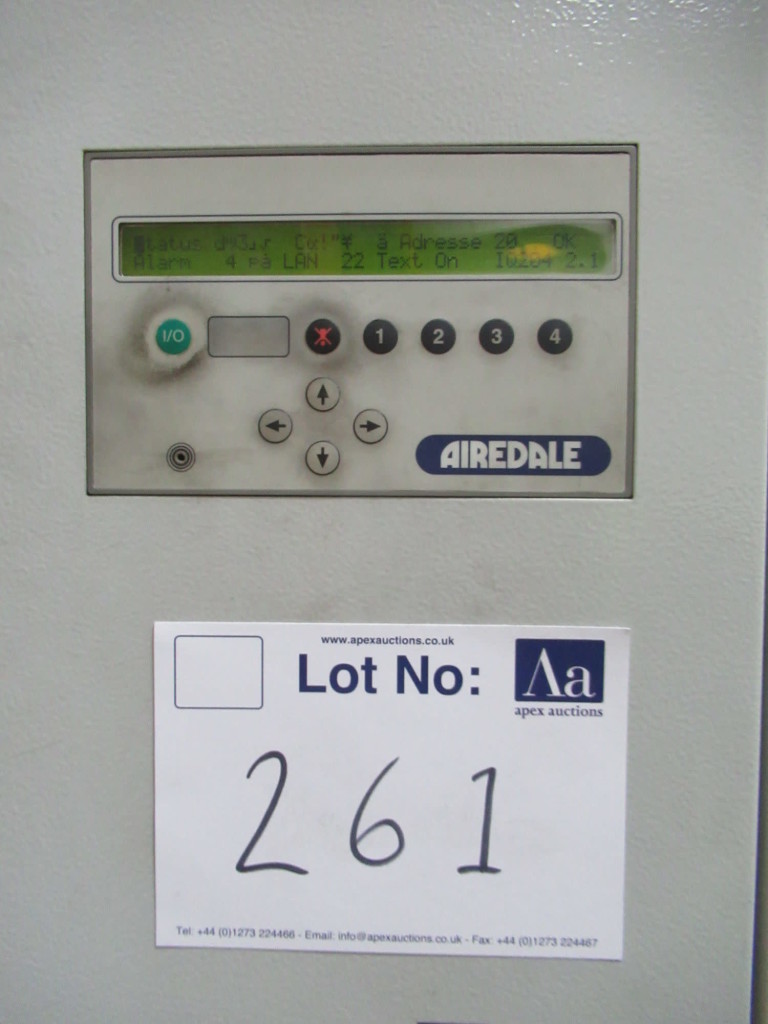 Status Adresse 20 Ok
Alarm 4 på LAN 22 Text On IQ204 2.1
I/O 1 2 3 4
AIREDALE
www.apexauctions.co.uk
Lot No:
Aa
apex auctions
261
Tel: +44 (0)1273 224466 - Email: info@apexauctions.co.uk - Fax: +44 (0)1273 224467